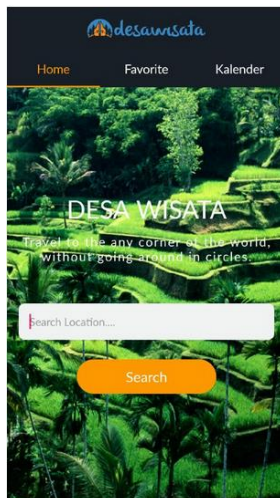 desawisata
Home Favorite Kalender
DESA WISATA
Travel to the any corner of the world,
without going around in circles.
Search Location....
Search